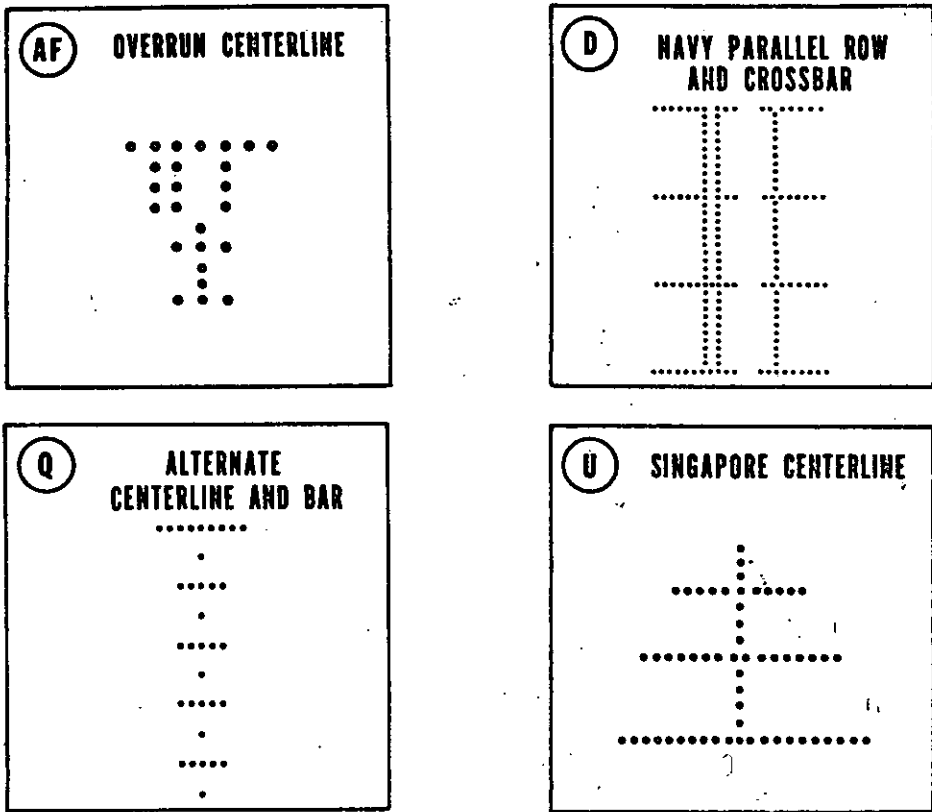 AF OVERRUN CENTERLINE
D NAVY PARALLEL ROW
AND CROSSBAR
Q ALTERNATE
CENTERLINE AND BAR
U SINGAPORE CENTERLINE